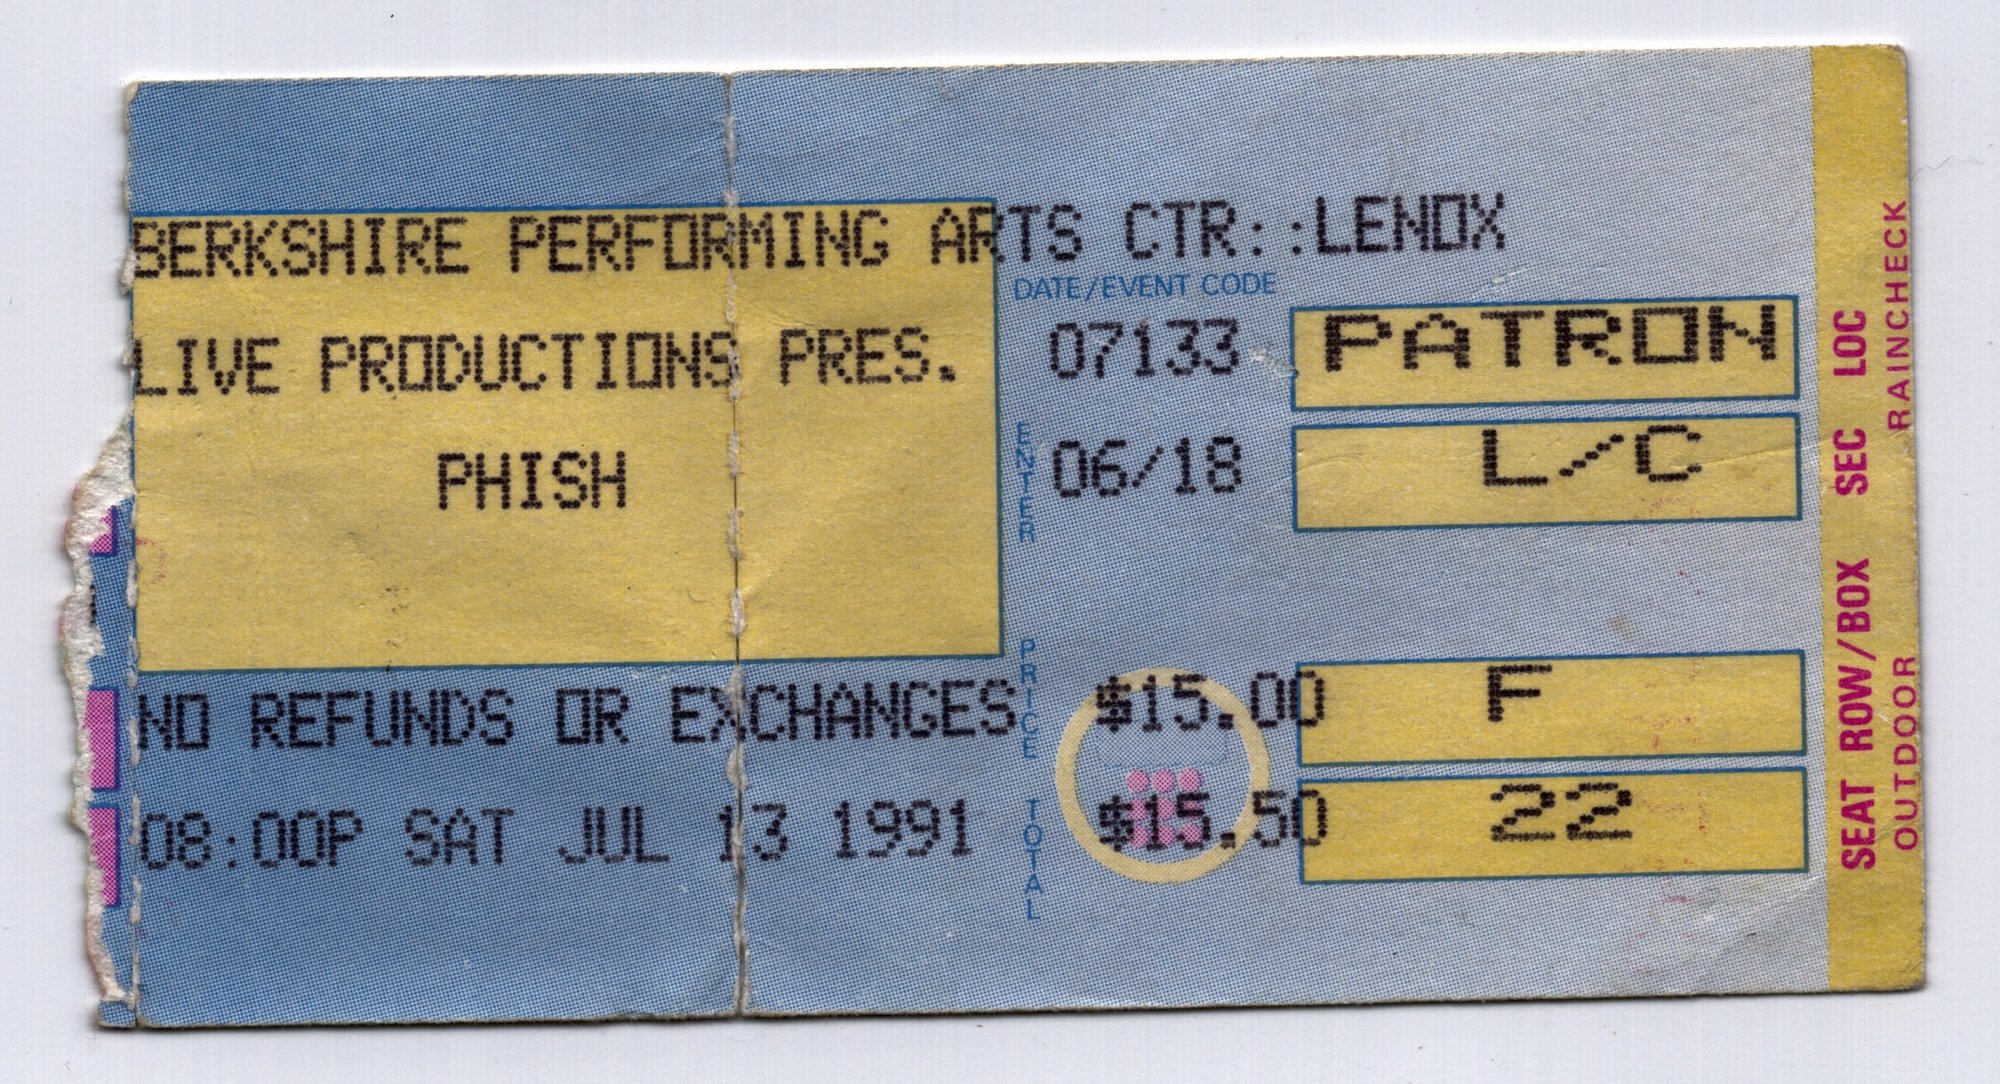 BERKSHIRE PERFORMING ARTS CTR::LENOX
DATE/EVENT CODE
LIVE PRODUCTIONS PRES.
07133
PATRON
PHISH
ENTER
06/18
L/C
NO REFUNDS OR EXCHANGES
PRICE
$15.00
F
08:00P SAT JUL 13 1991
TOTAL
$15.50
22
SEAT ROW/BOX SEC LOC
OUTDOOR RAINCHECK